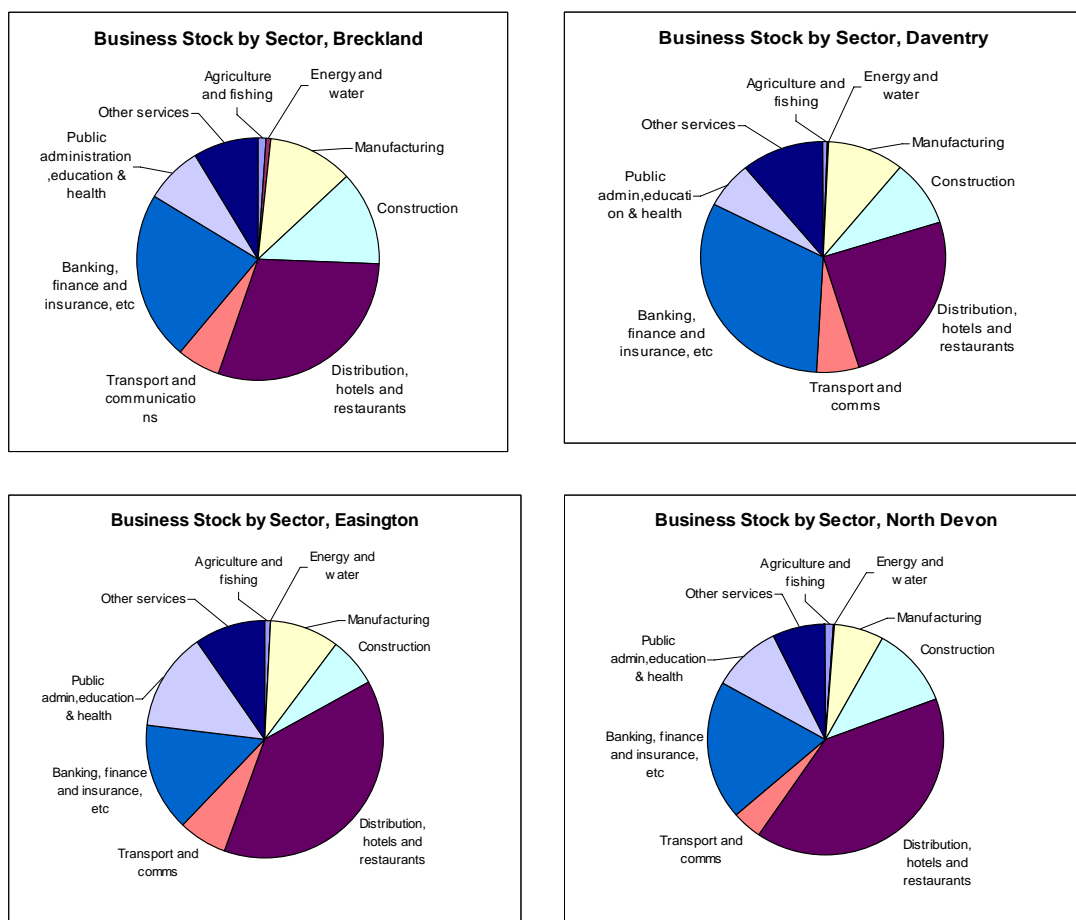 Business Stock by Sector, Breckland
Agriculture
and fishing
Energy and
water
Other services
Manufacturing
Public
administration
,education &
health
Construction
Banking,
finance and
insurance, etc
Distribution,
hotels and
restaurants
Transport and
communicatio
ns
Business Stock by Sector, Daventry
Agriculture and
fishing
Energy and
water
Other services
Manufacturing
Public
admin,educati
on & health
Construction
Banking,
finance and
insurance, etc
Distribution,
hotels and
restaurants
Transport and
comms
Business Stock by Sector, Easington
Agriculture and
fishing
Energy and
water
Other services
Manufacturing
Construction
Public
admin,education
& health
Banking, finance
and insurance,
etc
Distribution,
hotels and
restaurants
Transport and
comms
Business Stock by Sector, North Devon
Agriculture and
fishing
Energy and
water
Other services
Manufacturing
Public
admin,education
& health
Construction
Banking, finance
and insurance,
etc
Transport and
comms
Distribution,
hotels and
restaurants